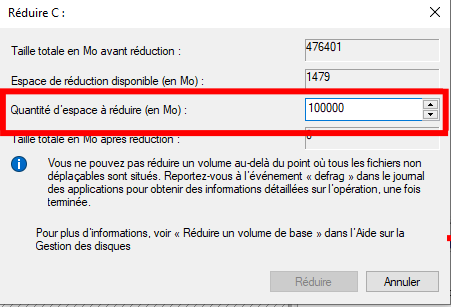 Réduire C :
Taille totale en Mo avant réduction :
476401
Espace de réduction disponible (en Mo) :
1479
Quantité d'espace à réduire (en Mo) :
100000
Taille totale en Mo après réduction :
Vous ne pouvez pas réduire un volume au-delà du point où tous les fichiers non
déplaçables sont situés. Reportez-vous à l'événement « defrag » dans le journal
des applications pour obtenir des informations détaillées sur l'opération, une fois
terminée.
Pour plus d'informations, voir « Réduire un volume de base » dans l'Aide sur la
Gestion des disques
Réduire
Annuler